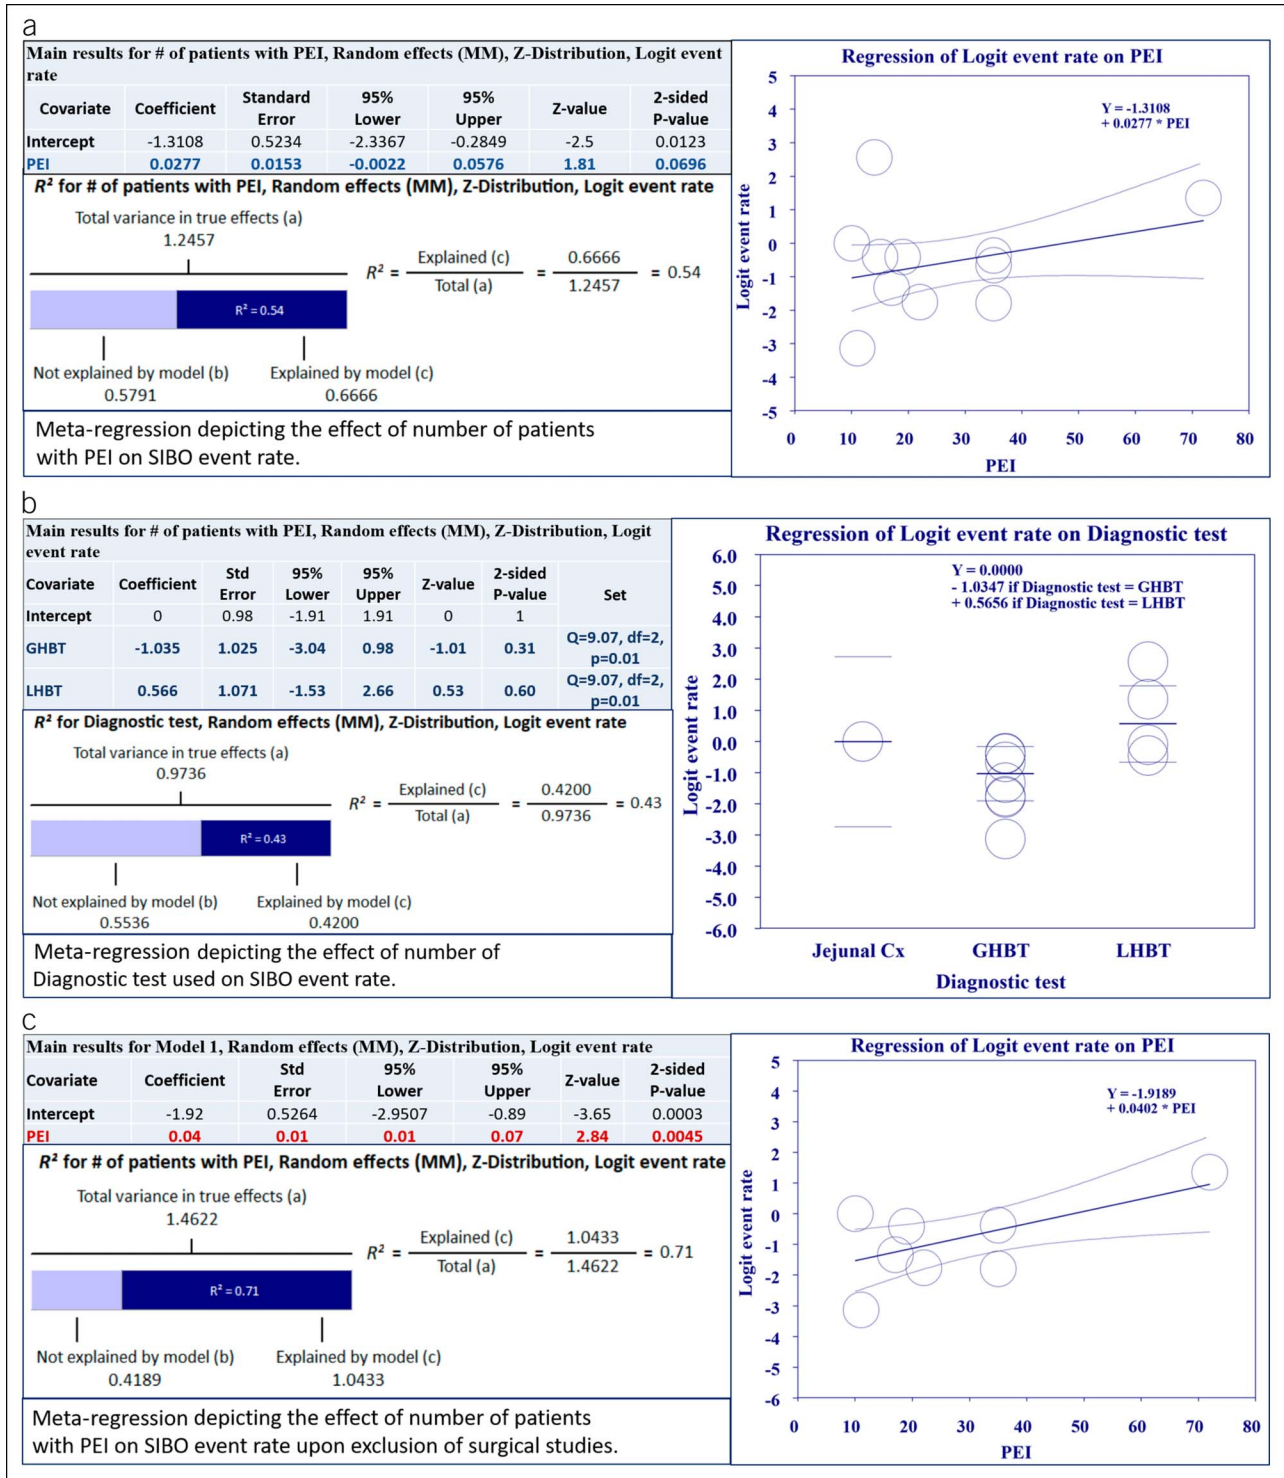 a
Main results for # of patients with PEI, Random effects (MM), Z-Distribution, Logit event
rate
Covariate Coefficient Standard Error 95% Lower 95% Upper Z-value 2-sided P-value
Intercept -1.3108 0.5234 -2.3367 -0.2849 -2.5 0.0123
PEI 0.0277 0.0153 -0.0022 0.0576 1.81 0.0696
R² for # of patients with PEI, Random effects (MM), Z-Distribution, Logit event rate
Total variance in true effects (a)
1.2457
R² = Explained (c) / Total (a) = 0.6666 / 1.2457 = 0.54
R² = 0.54
Not explained by model (b) Explained by model (c)
0.5791 0.6666
Meta-regression depicting the effect of number of patients
with PEI on SIBO event rate.
Regression of Logit event rate on PEI
Y = -1.3108
+ 0.0277 * PEI
Logit event rate
5
4
3
2
1
0
-1
-2
-3
-4
-5
0 10 20 30 40 50 60 70 80
PEI
b
Main results for # of patients with PEI, Random effects (MM), Z-Distribution, Logit
event rate
Covariate Coefficient Std Error 95% Lower 95% Upper Z-value 2-sided P-value Set
Intercept 0 0.98 -1.91 1.91 0 1
GHBT -1.035 1.025 -3.04 0.98 -1.01 0.31 Q=9.07, df=2, p=0.01
LHBT 0.566 1.071 -1.53 2.66 0.53 0.60 Q=9.07, df=2, p=0.01
R² for Diagnostic test, Random effects (MM), Z-Distribution, Logit event rate
Total variance in true effects (a)
0.9736
R² = Explained (c) / Total (a) = 0.4200 / 0.9736 = 0.43
R² = 0.43
Not explained by model (b) Explained by model (c)
0.5536 0.4200
Meta-regression depicting the effect of number of
Diagnostic test used on SIBO event rate.
Regression of Logit event rate on Diagnostic test
Y = 0.0000
- 1.0347 if Diagnostic test = GHBT
+ 0.5656 if Diagnostic test = LHBT
Logit event rate
6.0
5.0
4.0
3.0
2.0
1.0
0.0
-1.0
-2.0
-3.0
-4.0
-5.0
-6.0
Jejunal Cx GHBT LHBT
Diagnostic test
c
Main results for Model 1, Random effects (MM), Z-Distribution, Logit event rate
Covariate Coefficient Std Error 95% Lower 95% Upper Z-value 2-sided P-value
Intercept -1.92 0.5264 -2.9507 -0.89 -3.65 0.0003
PEI 0.04 0.01 0.01 0.07 2.84 0.0045
R² for # of patients with PEI, Random effects (MM), Z-Distribution, Logit event rate
Total variance in true effects (a)
1.4622
R² = Explained (c) / Total (a) = 1.0433 / 1.4622 = 0.71
R² = 0.71
Not explained by model (b) Explained by model (c)
0.4189 1.0433
Meta-regression depicting the effect of number of patients
with PEI on SIBO event rate upon exclusion of surgical studies.
Regression of Logit event rate on PEI
Y = -1.9189
+ 0.0402 * PEI
Logit event rate
5
4
3
2
1
0
-1
-2
-3
-4
-5
-6
0 10 20 30 40 50 60 70 80
PEI